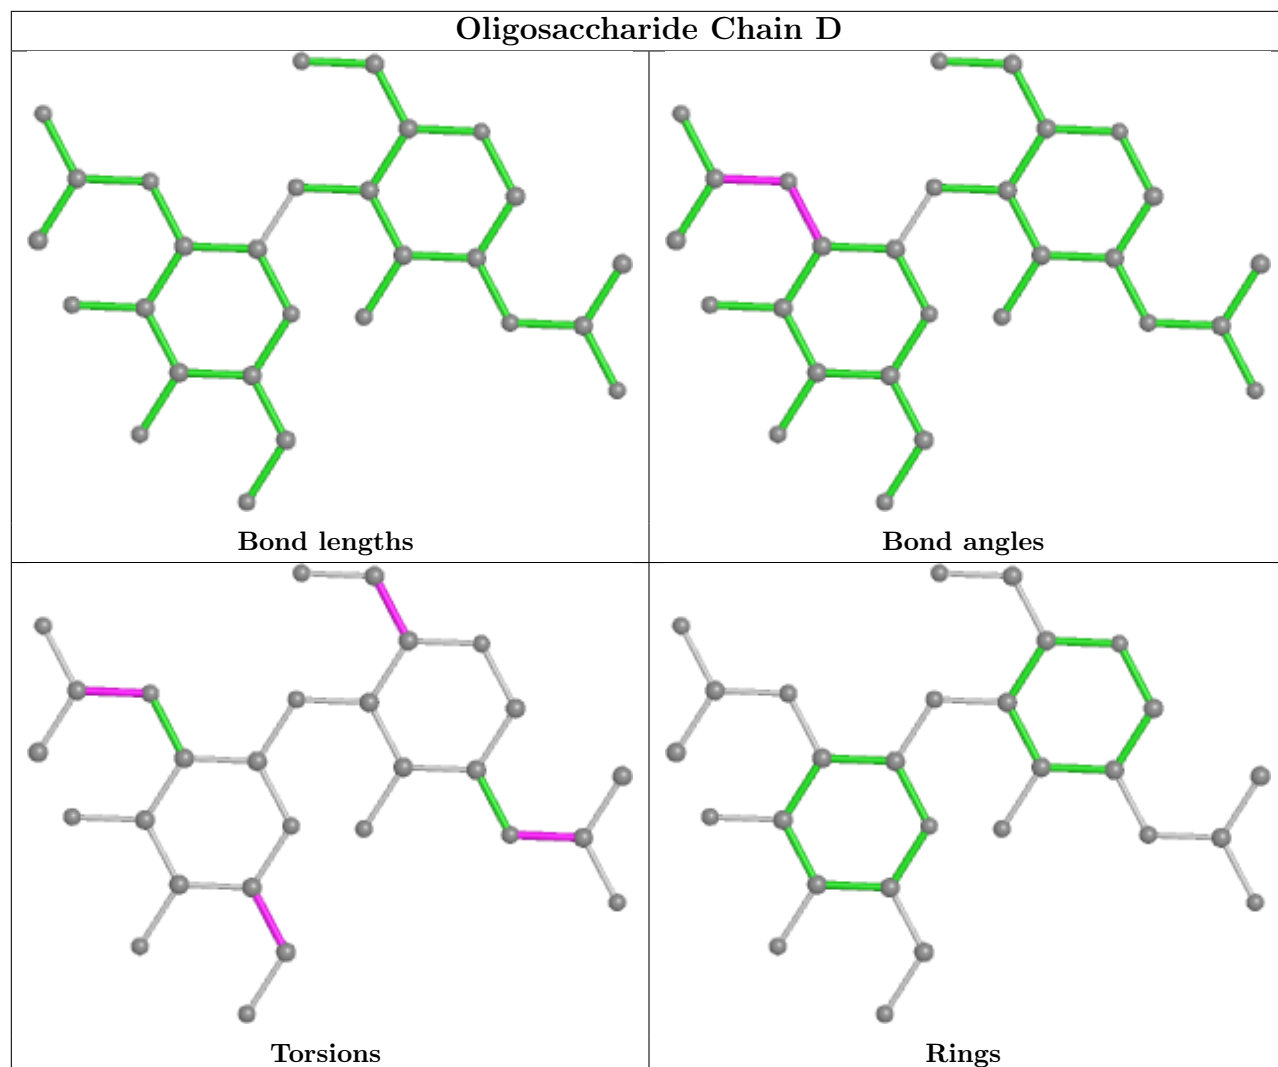 Oligosaccharide Chain D
Bond lengths
Bond angles
Torsions
Rings